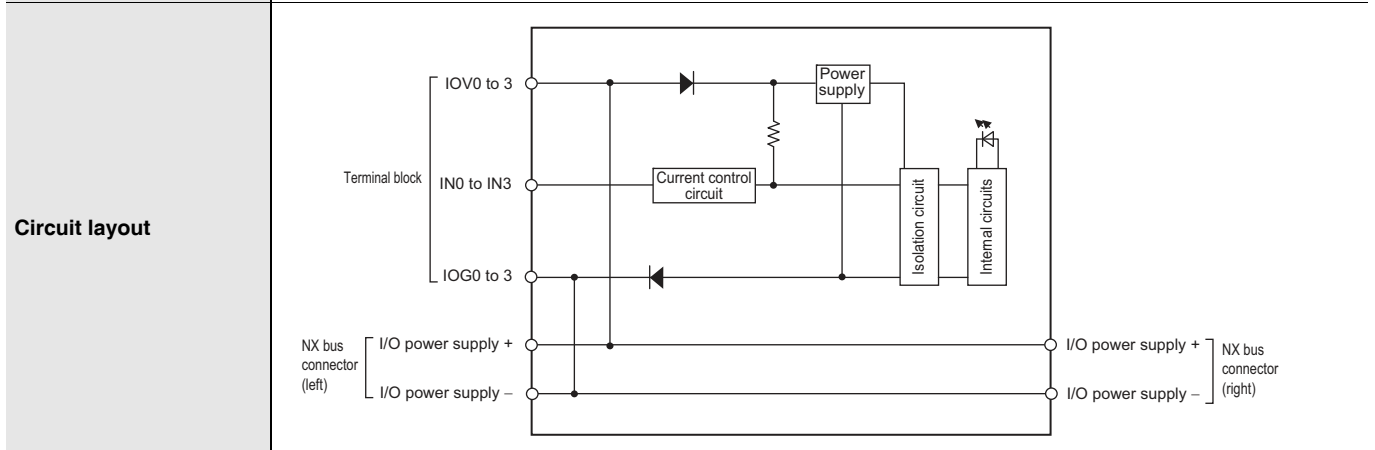 Circuit layout
Terminal block
IOV0 to 3
IN0 to IN3
IOG0 to 3
Power
supply
Current control
circuit
Isolation circuit
Internal circuits
NX bus
connector
(left)
I/O power supply +
I/O power supply −
I/O power supply +
I/O power supply −
NX bus
connector
(right)